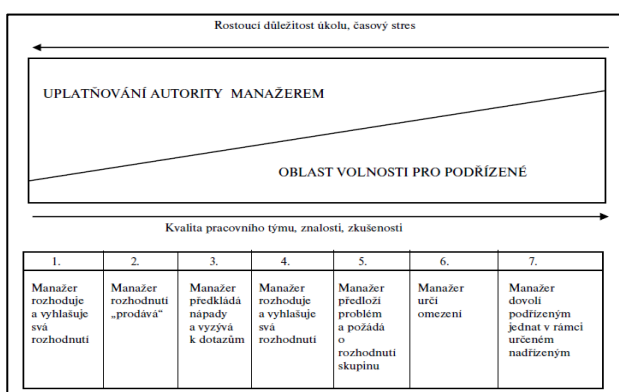 Rostoucí důležitost úkolu, časový stres
UPLATŇOVÁNÍ AUTORITY MANAŽEREM
OBLAST VOLNOSTI PRO PODŘÍZENÉ
Kvalita pracovního týmu, znalosti, zkušenosti
1.
Manažer
rozhoduje
a vyhlašuje
svá
rozhodnutí
2.
Manažer
rozhodnutí
„prodává“
3.
Manažer
předkládá
nápady
a vyzývá
k dotazům
4.
Manažer
rozhoduje
a vyhlašuje
svá
rozhodnutí
5.
Manažer
předloží
problém
a požádá
o
rozhodnutí
skupinu
6.
Manažer
určí
omezení
7.
Manažer
dovolí
podřízeným
jednat v rámci
určeném
nadřízeným